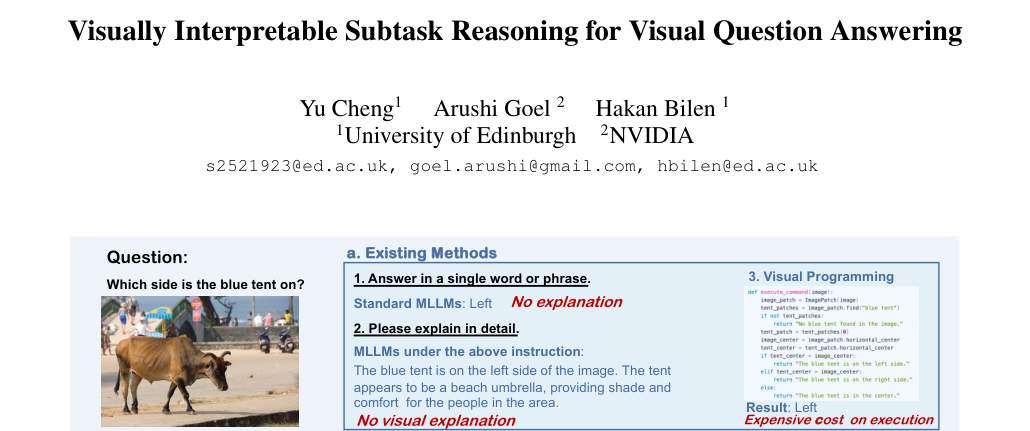 Visually Interpretable Subtask Reasoning for Visual Question Answering
Yu Cheng1 Arushi Goel 2 Hakan Bilen 1
1University of Edinburgh 2NVIDIA
s2521923@ed.ac.uk, goel.arushi@gmail.com, hbilen@ed.ac.uk
Question:
Which side is the blue tent on?
a. Existing Methods
1. Answer in a single word or phrase.
Standard MLLMs: Left No explanation
2. Please explain in detail.
MLLMs under the above instruction:
The blue tent is on the left side of the image. The tent
appears to be a beach umbrella, providing shade and
comfort for the people in the area.
No visual explanation
3. Visual Programming
def execute_command(image):
image_patch = ImagePatch(image)
tent_patches = image_patch.find("blue tent")
if not tent_patches:
return "No blue tent found in the image."
tent_patch = tent_patches[0]
image_center = image_patch.horizontal_center
tent_center = tent_patch.horizontal_center
if tent_center < image_center:
return "The blue tent is on the left side."
elif tent_center > image_center:
return "The blue tent is on the right side."
else:
return "The blue tent is in the center."
Result: Left
Expensive cost on execution